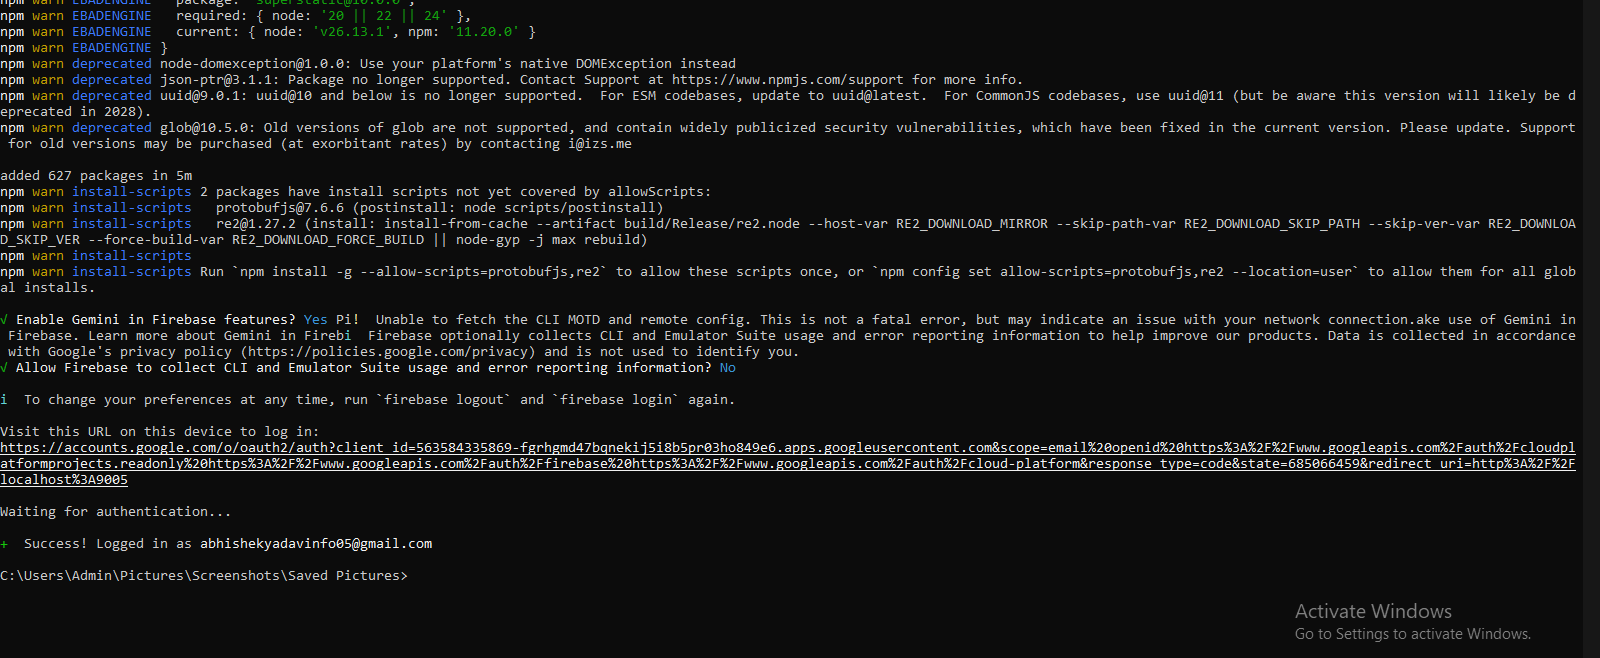 npm warn EBADENGINE   package: 'superstatic@10.0.0',
npm warn EBADENGINE   required: { node: '20 || 22 || 24' },
npm warn EBADENGINE   current: { node: 'v26.13.1', npm: '11.20.0' }
npm warn EBADENGINE }
npm warn deprecated node-domexception@1.0.0: Use your platform's native DOMException instead
npm warn deprecated json-ptr@3.1.1: Package no longer supported. Contact Support at https://www.npmjs.com/support for more info.
npm warn deprecated uuid@9.0.1: uuid@10 and below is no longer supported.  For ESM codebases, update to uuid@latest.  For CommonJS codebases, use uuid@11 (but be aware this version will likely be d
eprecated in 2028).
npm warn deprecated glob@10.5.0: Old versions of glob are not supported, and contain widely publicized security vulnerabilities, which have been fixed in the current version. Please update. Support
 for old versions may be purchased (at exorbitant rates) by contacting i@izs.me
added 627 packages in 5m
npm warn install-scripts 2 packages have install scripts not yet covered by allowScripts:
npm warn install-scripts   protobufjs@7.6.6 (postinstall: node scripts/postinstall)
npm warn install-scripts   re2@1.27.2 (install: install-from-cache --artifact build/Release/re2.node --host-var RE2_DOWNLOAD_MIRROR --skip-path-var RE2_DOWNLOAD_SKIP_PATH --skip-ver-var RE2_DOWNLOA
D_SKIP_VER --force-build-var RE2_DOWNLOAD_FORCE_BUILD || node-gyp -j max rebuild)
npm warn install-scripts
npm warn install-scripts Run `npm install -g --allow-scripts=protobufjs,re2` to allow these scripts once, or `npm config set allow-scripts=protobufjs,re2 --location=user` to allow them for all glob
al installs.
√ Enable Gemini in Firebase features? Yes Pi!  Unable to fetch the CLI MOTD and remote config. This is not a fatal error, but may indicate an issue with your network connection.ake use of Gemini in
 Firebase. Learn more about Gemini in Firebi  Firebase optionally collects CLI and Emulator Suite usage and error reporting information to help improve our products. Data is collected in accordance
 with Google's privacy policy (https://policies.google.com/privacy) and is not used to identify you.
√ Allow Firebase to collect CLI and Emulator Suite usage and error reporting information? No
i  To change your preferences at any time, run `firebase logout` and `firebase login` again.
Visit this URL on this device to log in:
https://accounts.google.com/o/oauth2/auth?client_id=563584335869-fgrhgmd47bqnekij5i8b5pr03ho849e6.apps.googleusercontent.com&scope=email%20openid%20https%3A%2F%2Fwww.googleapis.com%2Fauth%2Fcloudpl
atformprojects.readonly%20https%3A%2F%2Fwww.googleapis.com%2Fauth%2Ffirebase%20https%3A%2F%2Fwww.googleapis.com%2Fauth%2Fcloud-platform&response_type=code&state=685066459&redirect_uri=http%3A%2F%2F
localhost%3A9005
Waiting for authentication...
+  Success! Logged in as abhishekyadavinfo05@gmail.com
C:\Users\Admin\Pictures\Screenshots\Saved Pictures>
Activate Windows
Go to Settings to activate Windows.